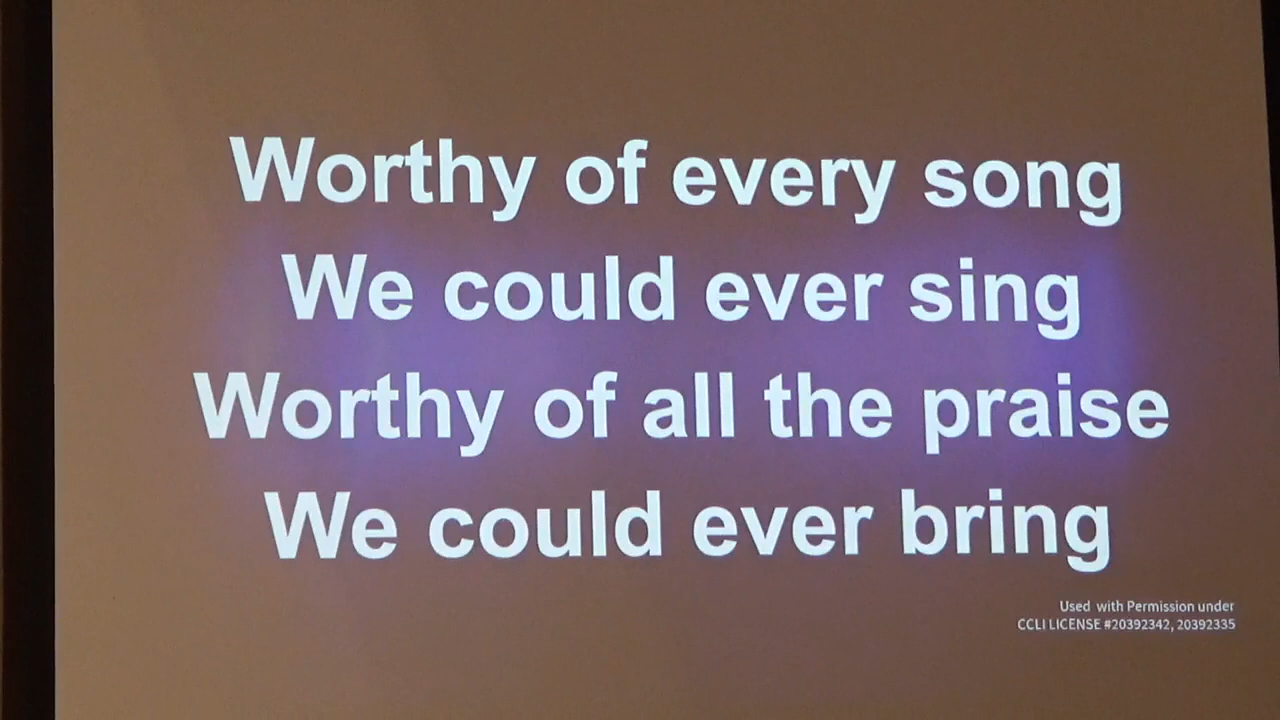 Worthy of every song
We could ever sing
Worthy of all the praise
We could ever bring
Used with Permission under
CCLI LICENSE #20392342, 20392335